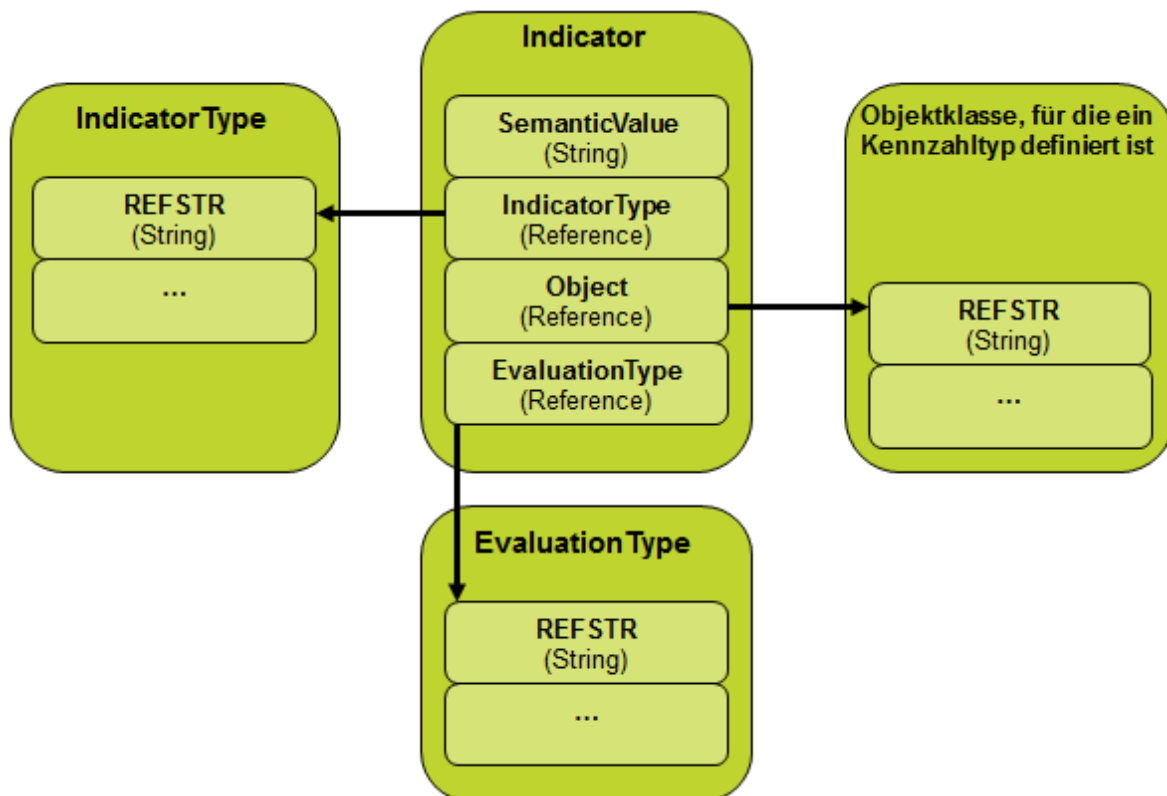 Indicator
SemanticValue
(String)
IndicatorType
(Reference)
Object
(Reference)
EvaluationType
(Reference)
IndicatorType
REFSTR
(String)
...
Objektklasse, für die ein
Kennzahltyp definiert ist
REFSTR
(String)
...
EvaluationType
REFSTR
(String)
...